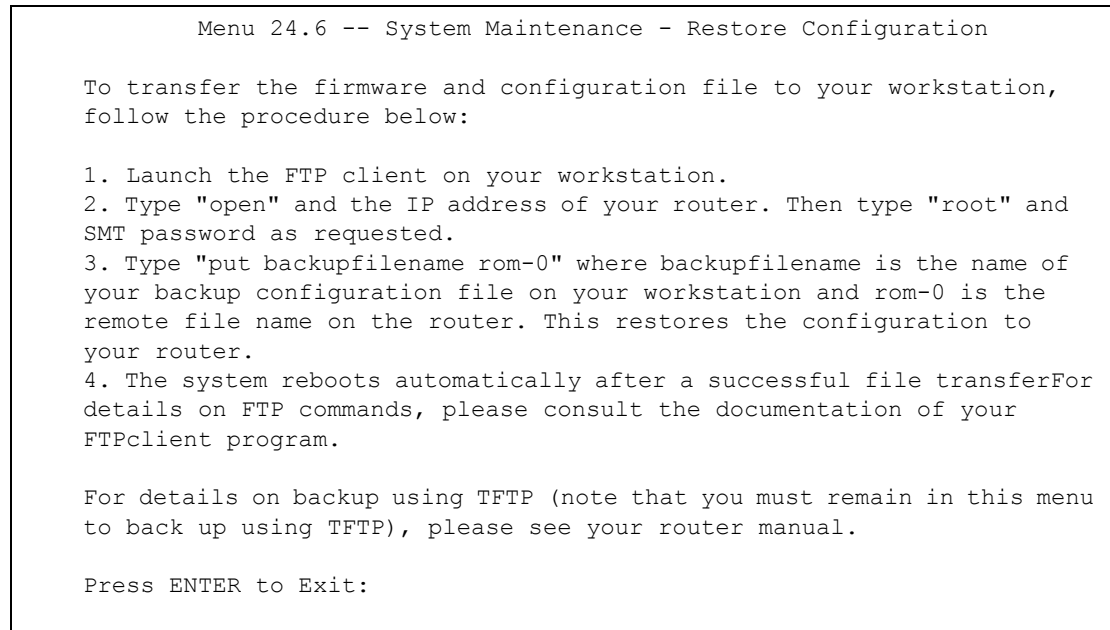 Menu 24.6 -- System Maintenance - Restore Configuration
To transfer the firmware and configuration file to your workstation,
follow the procedure below:
1. Launch the FTP client on your workstation.
2. Type "open" and the IP address of your router. Then type "root" and
SMT password as requested.
3. Type "put backupfilename rom-0" where backupfilename is the name of
your backup configuration file on your workstation and rom-0 is the
remote file name on the router. This restores the configuration to
your router.
4. The system reboots automatically after a successful file transferFor
details on FTP commands, please consult the documentation of your
FTPclient program.
For details on backup using TFTP (note that you must remain in this menu
to back up using TFTP), please see your router manual.
Press ENTER to Exit: